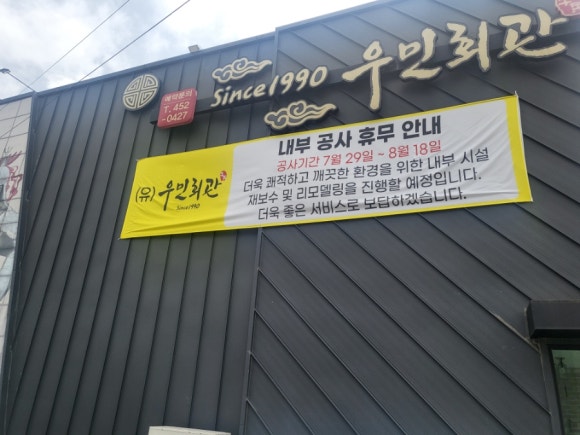 Since1990 우민회관
예약문의
T. 452
-0427
내부 공사 휴무 안내
공사기간 7월 29일 ~ 8월 18일
더욱 쾌적하고 깨끗한 환경을 위한 내부 시설
재보수 및 리모델링을 진행할 예정입니다.
더욱 좋은 서비스로 보답하겠습니다.
(유)우민회관
Since1990